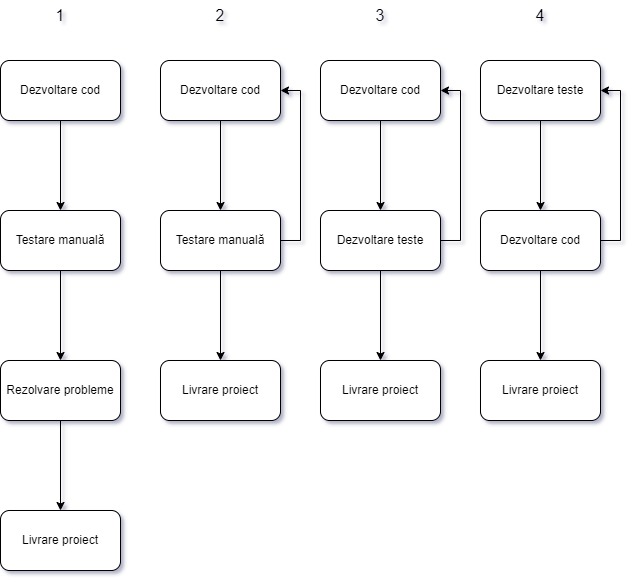 1
2
3
4
Dezvoltare cod
Dezvoltare cod
Dezvoltare cod
Dezvoltare teste
Testare manuală
Testare manuală
Dezvoltare teste
Dezvoltare cod
Rezolvare probleme
Livrare proiect
Livrare proiect
Livrare proiect
Livrare proiect